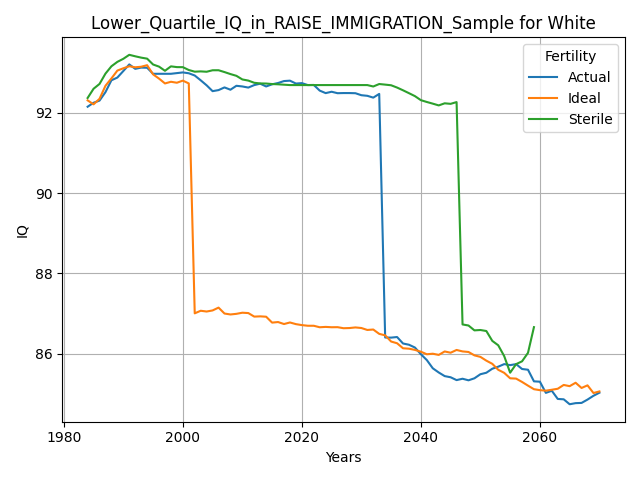 Lower_Quartile_IQ_in_RAISE_IMMIGRATION_Sample for White
Fertility
Actual
Ideal
Sterile
IQ
92
90
88
86
1980
2000
2020
2040
2060
Years